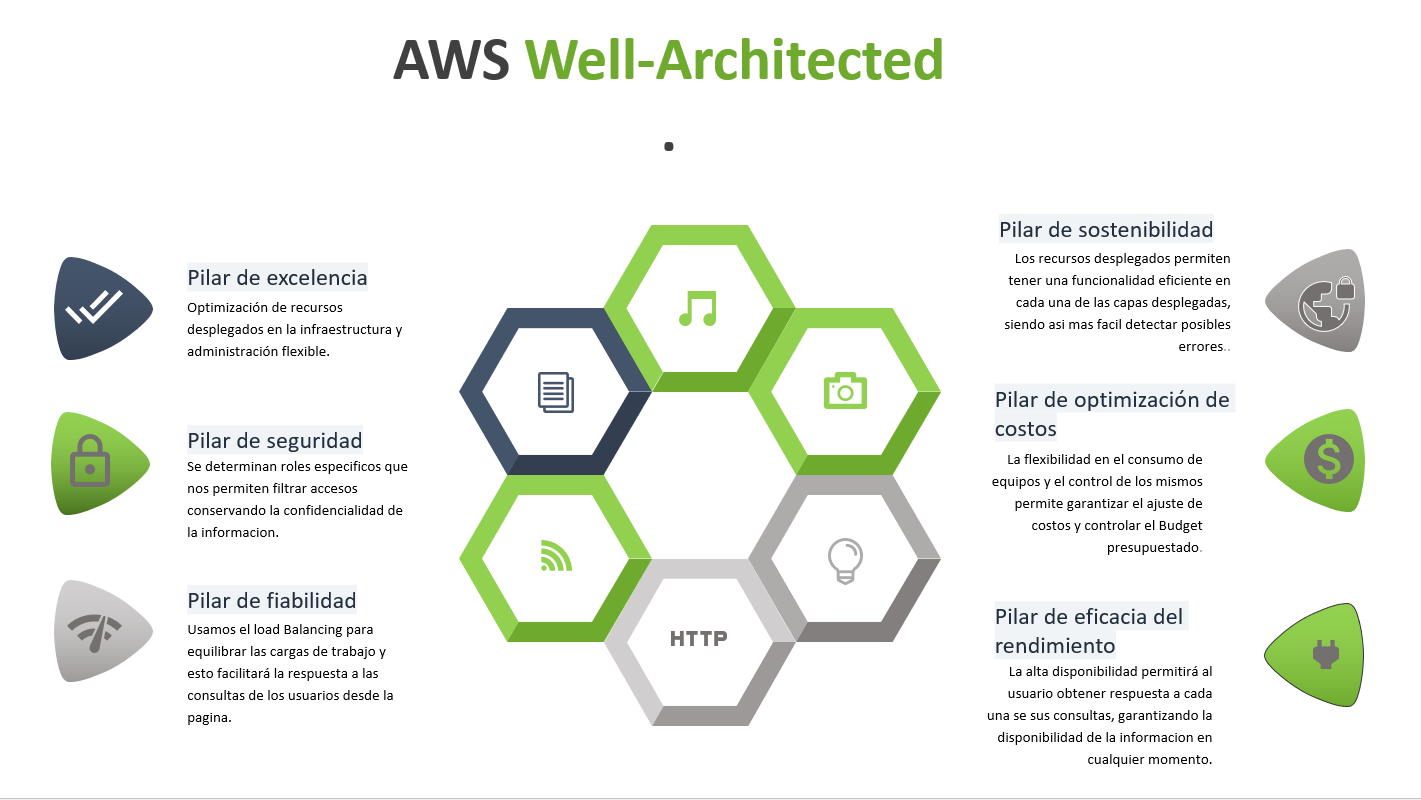 AWS Well-Architected
.
Pilar de excelencia
Optimización de recursos
desplegados en la infraestructura y
administración flexible.
Pilar de seguridad
Se determinan roles especificos que
nos permiten filtrar accesos
conservando la confidencialidad de
la informacion.
Pilar de fiabilidad
Usamos el load Balancing para
equilibrar las cargas de trabajo y
esto facilitará la respuesta a las
consultas de los usuarios desde la
pagina.
HTTP
Pilar de sostenibilidad
Los recursos desplegados permiten
tener una funcionalidad eficiente en
cada una de las capas desplegadas,
siendo asi mas facil detectar posibles
errores..
Pilar de optimización de
costos
La flexibilidad en el consumo de
equipos y el control de los mismos
permite garantizar el ajuste de
costos y controlar el Budget
presupuestado.
Pilar de eficacia del
rendimiento
La alta disponibilidad permitirá al
usuario obtener respuesta a cada
una se sus consultas, garantizando la
disponibilidad de la informacion en
cualquier momento.